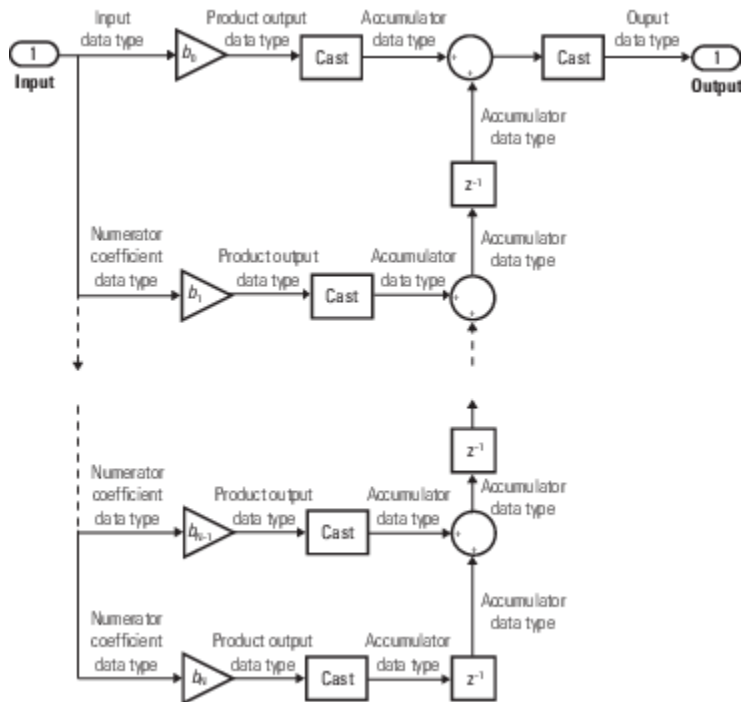 Input
data type
Product output
data type
Accumulator
data type
Ouput
data type
1
b₀
Cast
+
+
Cast
1
Input
Output
Accumulator
data type
z⁻¹
Numerator
coefficient
data type
Product output
data type
Accumulator
data type
Accumulator
data type
b₁
Cast
+
+
z⁻¹
Numerator
coefficient
data type
Product output
data type
Accumulator
data type
Accumulator
data type
bN-1
Cast
+
+
Numerator
coefficient
data type
Product output
data type
Accumulator
data type
Accumulator
data type
bN
Cast
z⁻¹